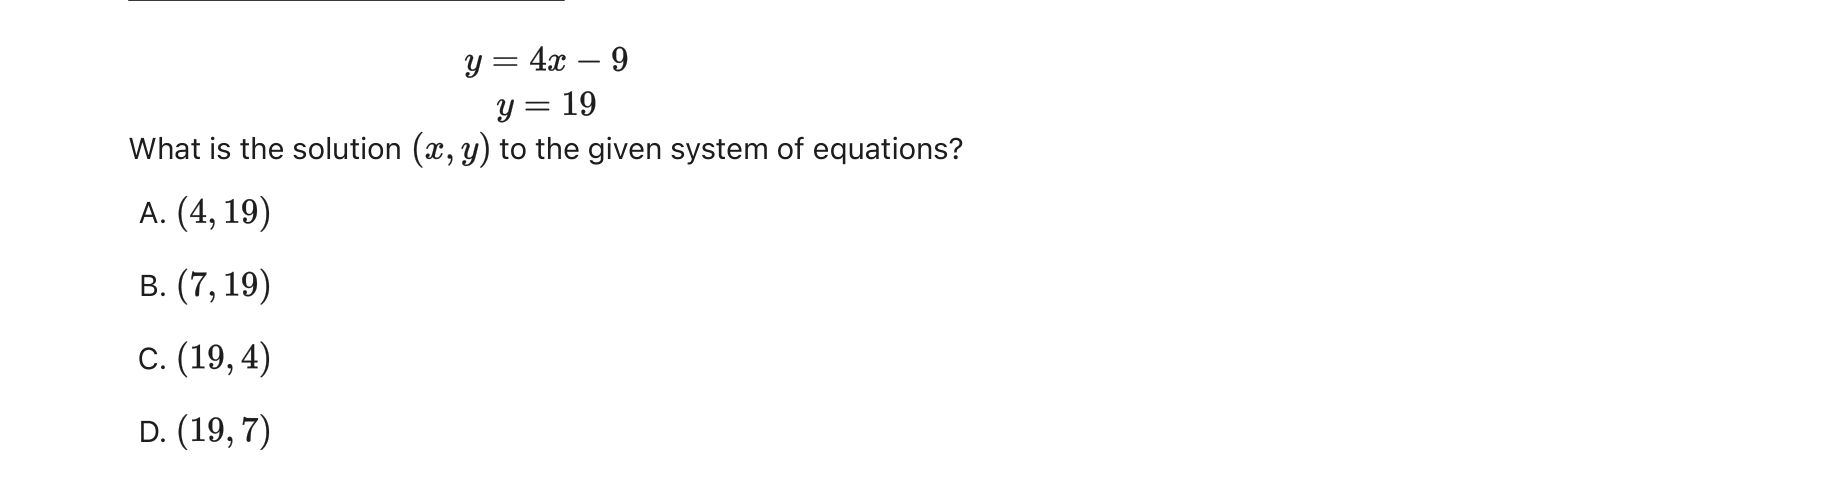 y = 4x − 9
y = 19
What is the solution (x, y) to the given system of equations?
A. (4, 19)
B. (7, 19)
C. (19, 4)
D. (19, 7)